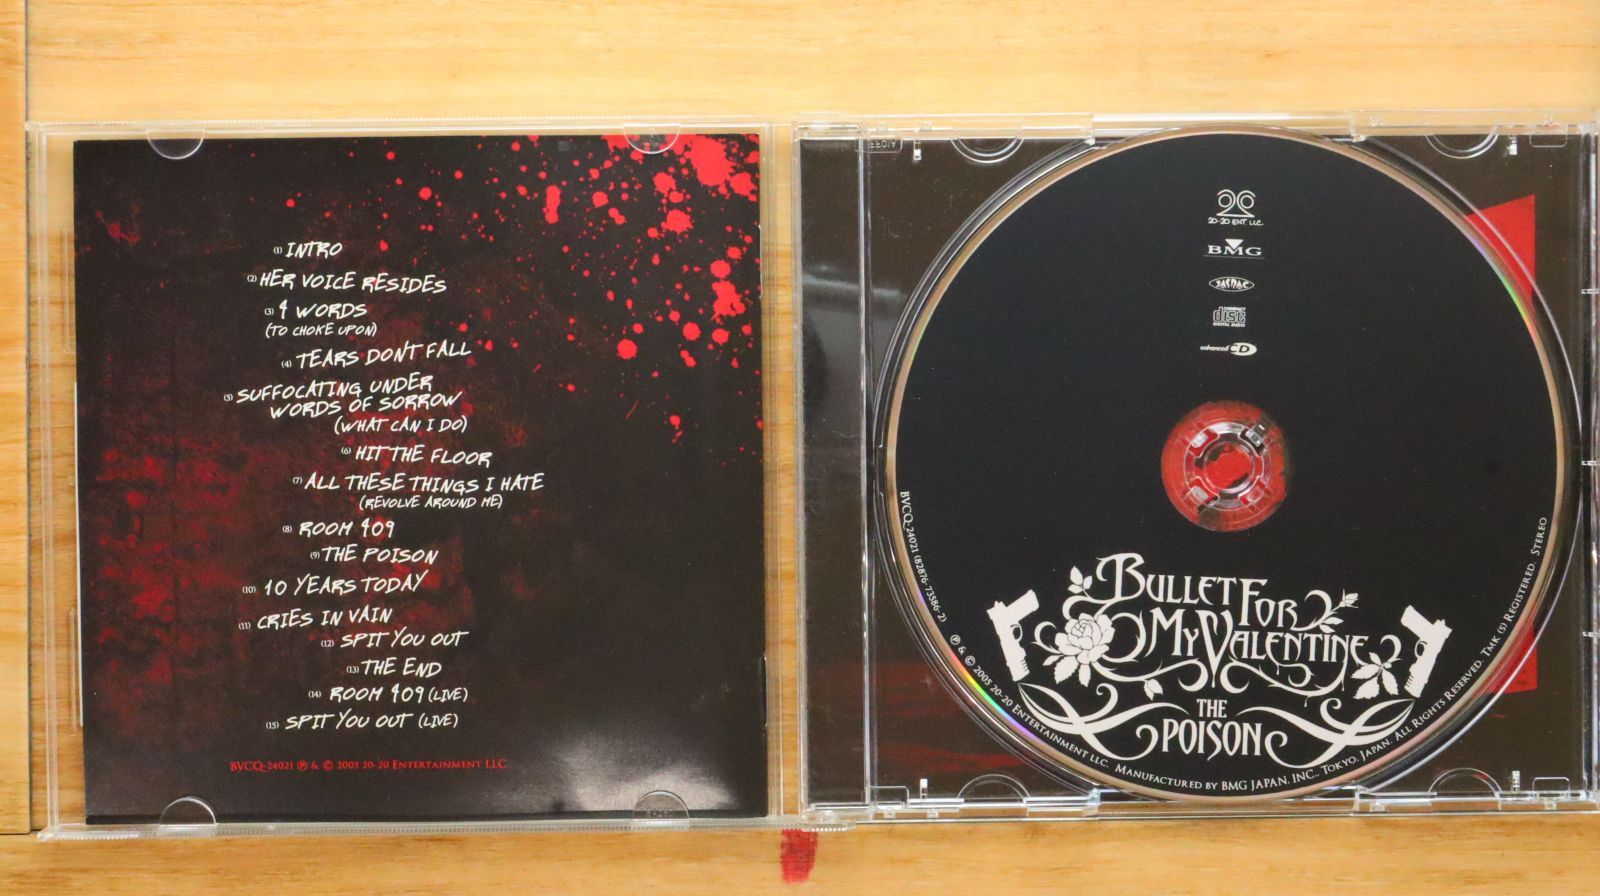 (1) INTRO
(2) HER VOICE RESIDES
(3) 4 WORDS
(TO CHOKE UPON)
(4) TEARS DON'T FALL
(5) SUFFOCATING UNDER
WORDS OF SORROW
(WHAT CAN I DO)
(6) HIT THE FLOOR
(7) ALL THESE THINGS I HATE
(REVOLVE AROUND ME)
(8) ROOM 409
(9) THE POISON
(10) 10 YEARS TODAY
(11) CRIES IN VAIN
(12) SPIT YOU OUT
(13) THE END
(14) ROOM 409 (LIVE)
(15) SPIT YOU OUT (LIVE)
BVCQ-24021 ℗ & © 2005 20-20 ENTERTAINMENT LLC.
20-20 ENT. LLC.
BMG
COMPACT
disc
DIGITAL AUDIO
enhanced CD
BULLET FOR
MY VALENTINE
THE
POISON
BVCQ-24021 (82876-73586-2) ℗ & © 2005 20-20 ENTERTAINMENT LLC. MANUFACTURED BY BMG JAPAN, INC., TOKYO, JAPAN. ALL RIGHTS RESERVED. TMK (S) REGISTERED. STEREO